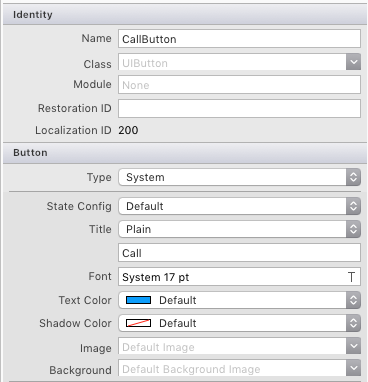 Identity
Name CallButton
Class UIButton
Module None
Restoration ID
Localization ID 200
Button
Type System
State Config Default
Title Plain
Call
Font System 17 pt T
Text Color Default
Shadow Color Default
Image Default Image
Background Default Background Image